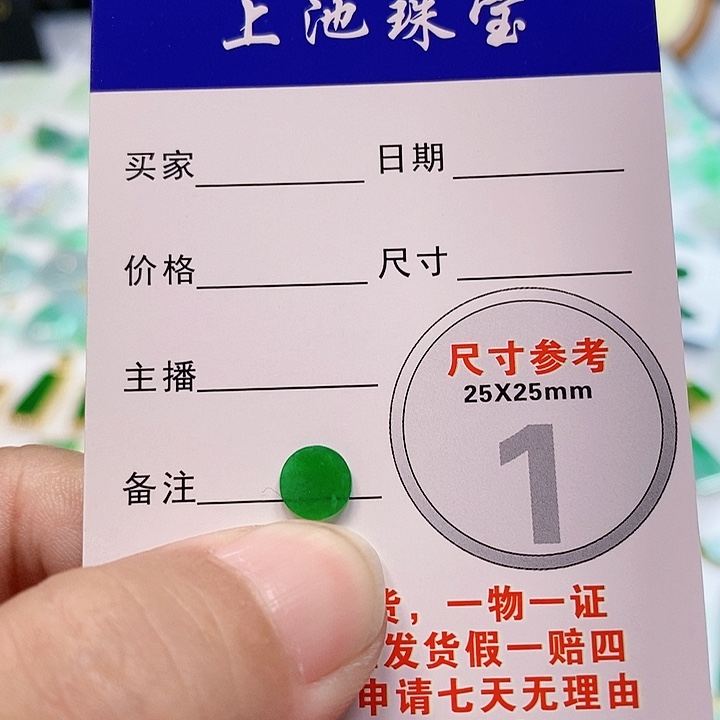 上池珠宝
买家 日期
价格 尺寸
主播
备注
尺寸参考
25X25mm
1
货，一物一证
发货假一赔四
申请七天无理由